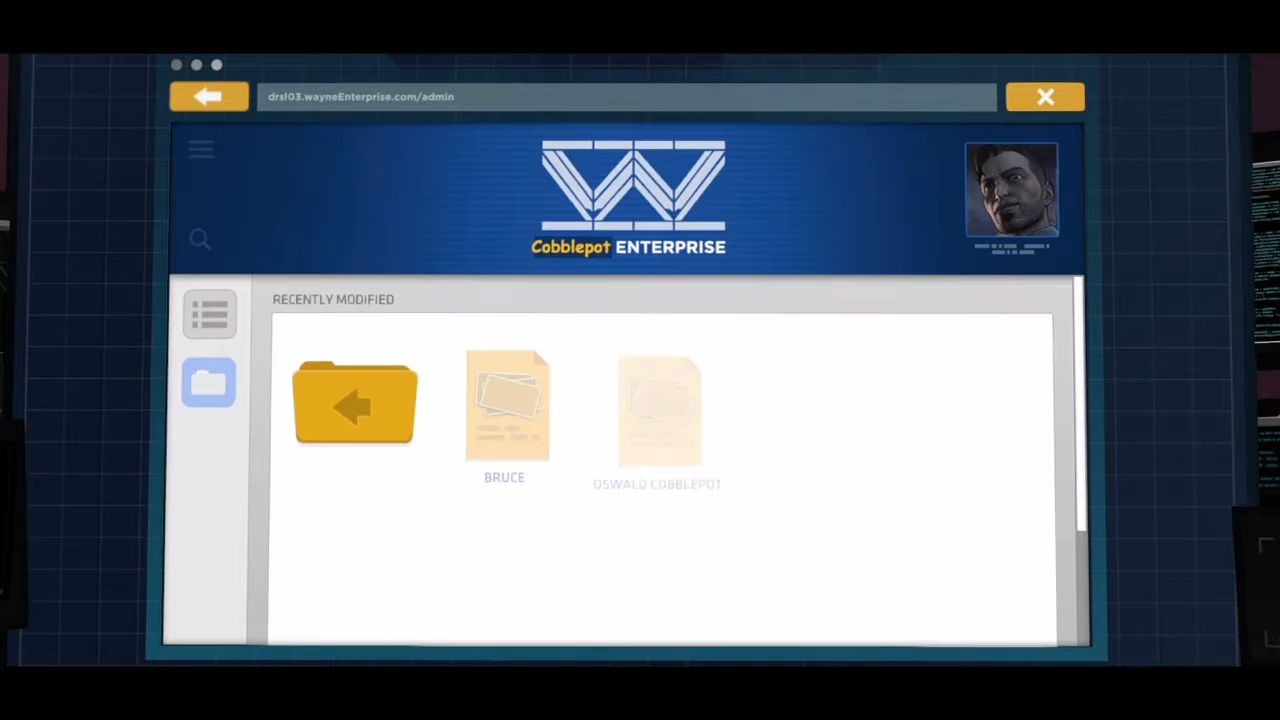 drsl03.wayneEnterprise.com/admin
Cobblepot ENTERPRISE
RECENTLY MODIFIED
BRUCE
OSWALD COBBLEPOT